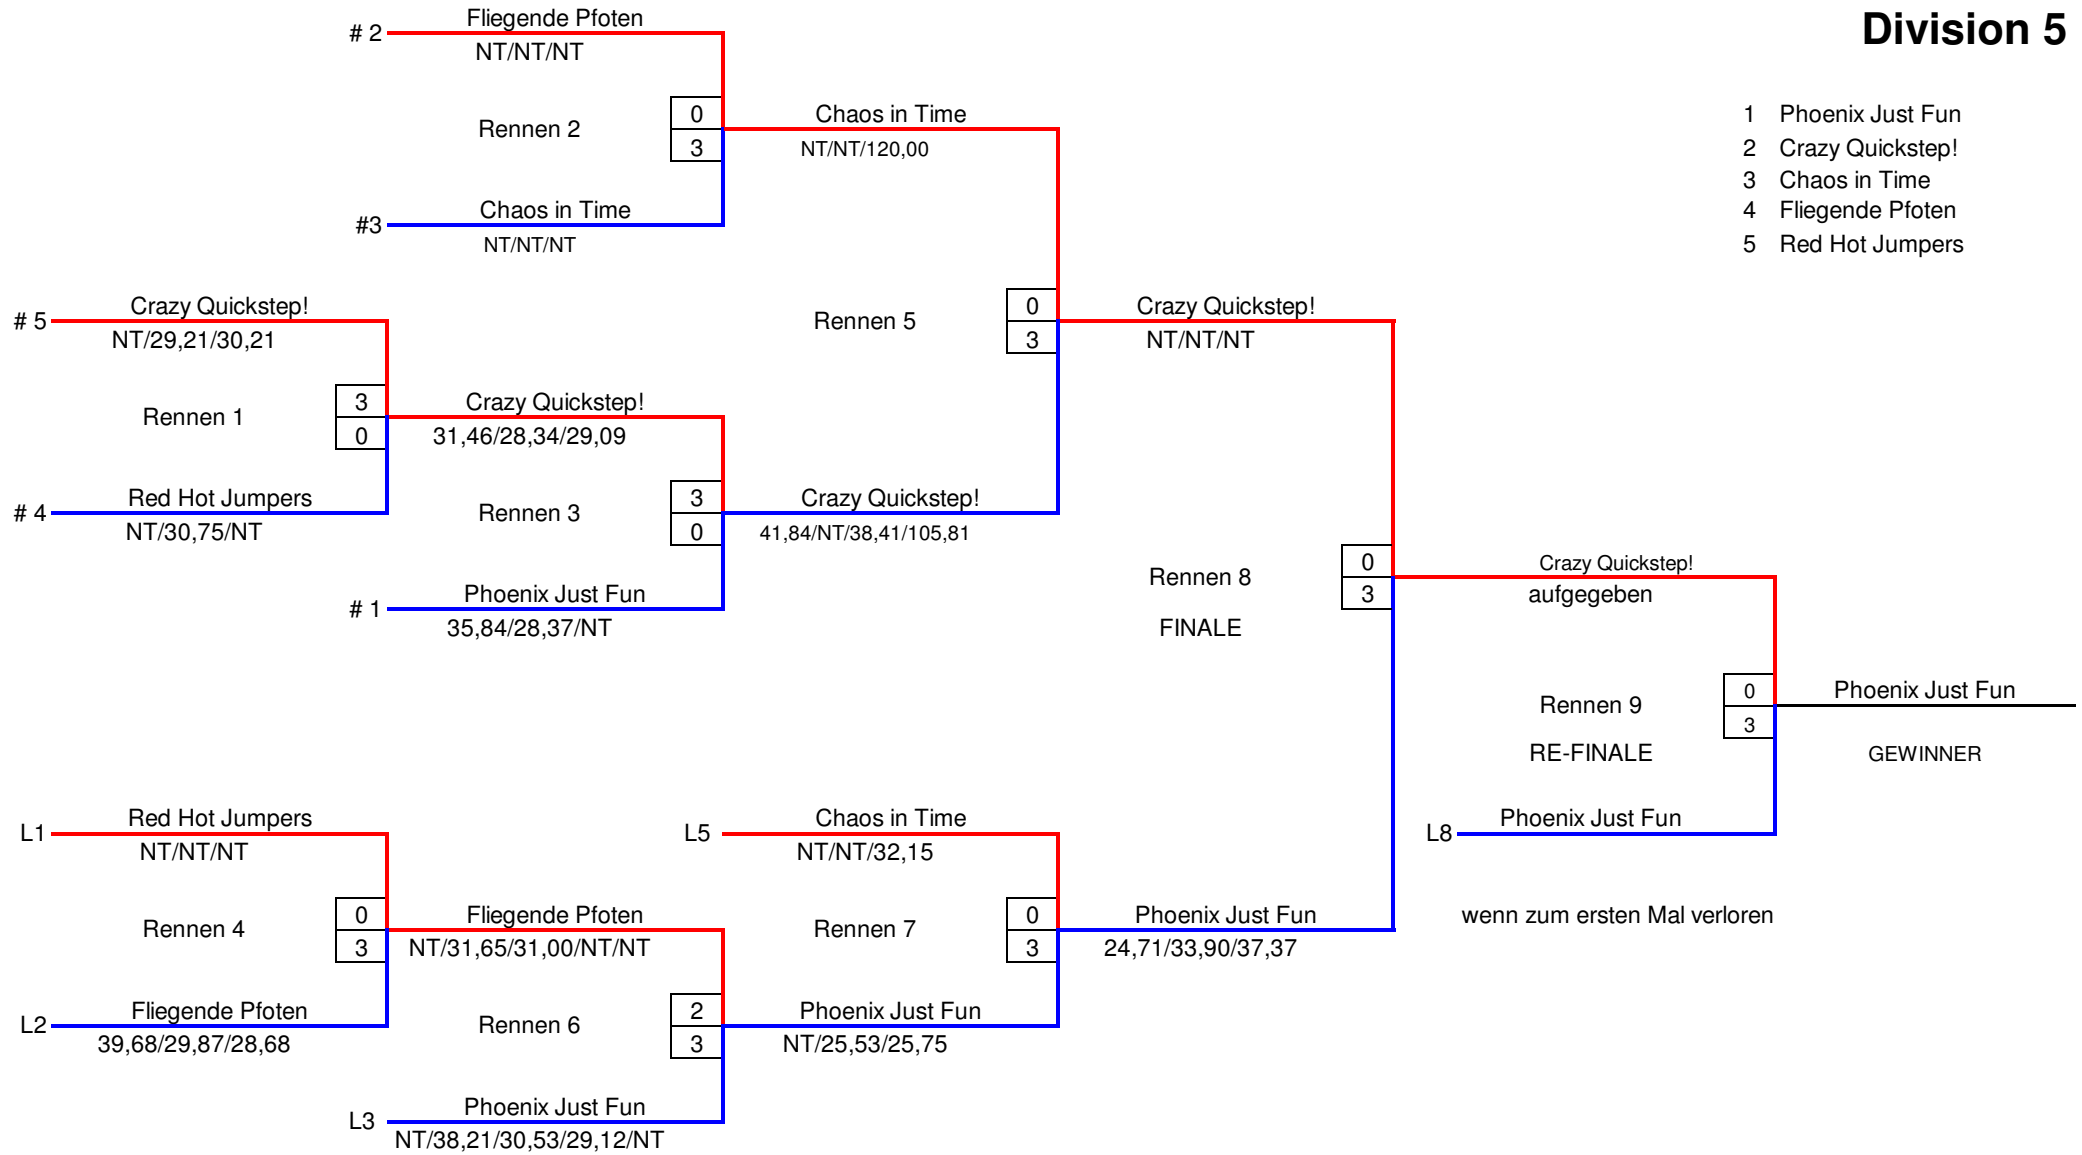 Division 5
1 Phoenix Just Fun
2 Crazy Quickstep!
3 Chaos in Time
4 Fliegende Pfoten
5 Red Hot Jumpers
# 2 Fliegende Pfoten
NT/NT/NT
Rennen 2
0
3
#3 Chaos in Time
NT/NT/NT
# 5 Crazy Quickstep!
NT/29,21/30,21
Rennen 1
3
0
# 4 Red Hot Jumpers
NT/30,75/NT
Crazy Quickstep!
31,46/28,34/29,09
Rennen 3
3
0
# 1 Phoenix Just Fun
35,84/28,37/NT
Chaos in Time
NT/NT/120,00
Rennen 5
0
3
Crazy Quickstep!
41,84/NT/38,41/105,81
Crazy Quickstep!
NT/NT/NT
Rennen 8
FINALE
0
3
Crazy Quickstep!
aufgegeben
Rennen 9
RE-FINALE
0
3
L8 Phoenix Just Fun
wenn zum ersten Mal verloren
Phoenix Just Fun
GEWINNER
L1 Red Hot Jumpers
NT/NT/NT
Rennen 4
0
3
L2 Fliegende Pfoten
39,68/29,87/28,68
Fliegende Pfoten
NT/31,65/31,00/NT/NT
Rennen 6
2
3
L3 Phoenix Just Fun
NT/38,21/30,53/29,12/NT
L5 Chaos in Time
NT/NT/32,15
Rennen 7
0
3
Phoenix Just Fun
NT/25,53/25,75
Phoenix Just Fun
24,71/33,90/37,37